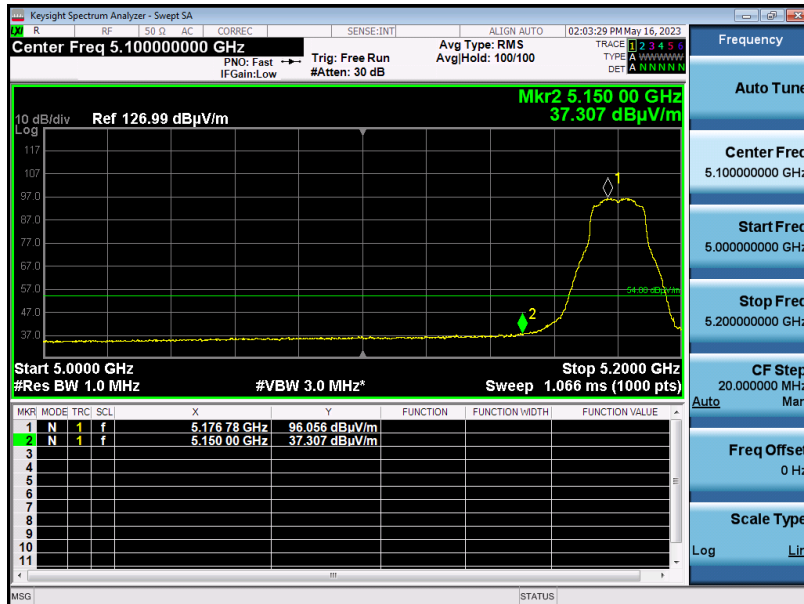 Keysight Spectrum Analyzer - Swept SA
LXI R RF 50 Ω AC CORREC SENSE:INT ALIGN AUTO 02:03:29 PM May 16, 2023
Center Freq 5.100000000 GHz
PNO: Fast
IFGain:Low
Trig: Free Run
#Atten: 30 dB
Avg Type: RMS
Avg|Hold: 100/100
TRACE 1 2 3 4 5 6
TYPE A WWWWW
DET A N N N N N
Mkr2 5.150 00 GHz
37.307 dBµV/m
10 dB/div Ref 126.99 dBµV/m
Log
117
107
97.0
87.0
77.0
67.0
57.0
47.0
37.0
1
2
54.00 dBµV/m
Start 5.0000 GHz Stop 5.2000 GHz
#Res BW 1.0 MHz #VBW 3.0 MHz* Sweep 1.066 ms (1000 pts)
MKR MODE TRC SCL X Y FUNCTION FUNCTION WIDTH FUNCTION VALUE
1 N 1 f 5.176 78 GHz 96.056 dBµV/m
2 N 1 f 5.150 00 GHz 37.307 dBµV/m
3
4
5
6
7
8
9
10
11
MSG STATUS
Frequency
Auto Tune
Center Freq
5.100000000 GHz
Start Freq
5.000000000 GHz
Stop Freq
5.200000000 GHz
CF Step
20.000000 MHz
Auto Man
Freq Offset
0 Hz
Scale Type
Log Lin